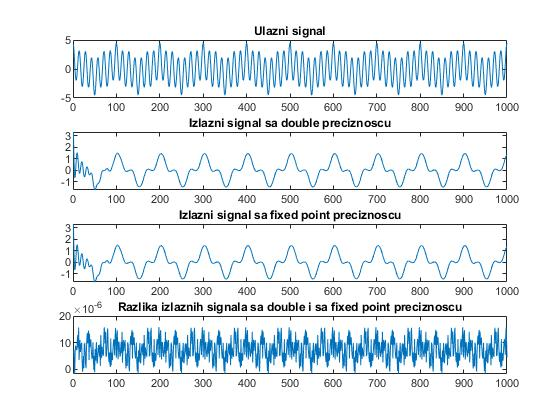 Ulazni signal
5
0
-5
0 100 200 300 400 500 600 700 800 900 1000
Izlazni signal sa double preciznoscu
3
2
1
0
-1
0 100 200 300 400 500 600 700 800 900 1000
Izlazni signal sa fixed point preciznoscu
3
2
1
0
-1
0 100 200 300 400 500 600 700 800 900 1000
×10-6 Razlika izlaznih signala sa double i sa fixed point preciznoscu
20
10
0
0 100 200 300 400 500 600 700 800 900 1000